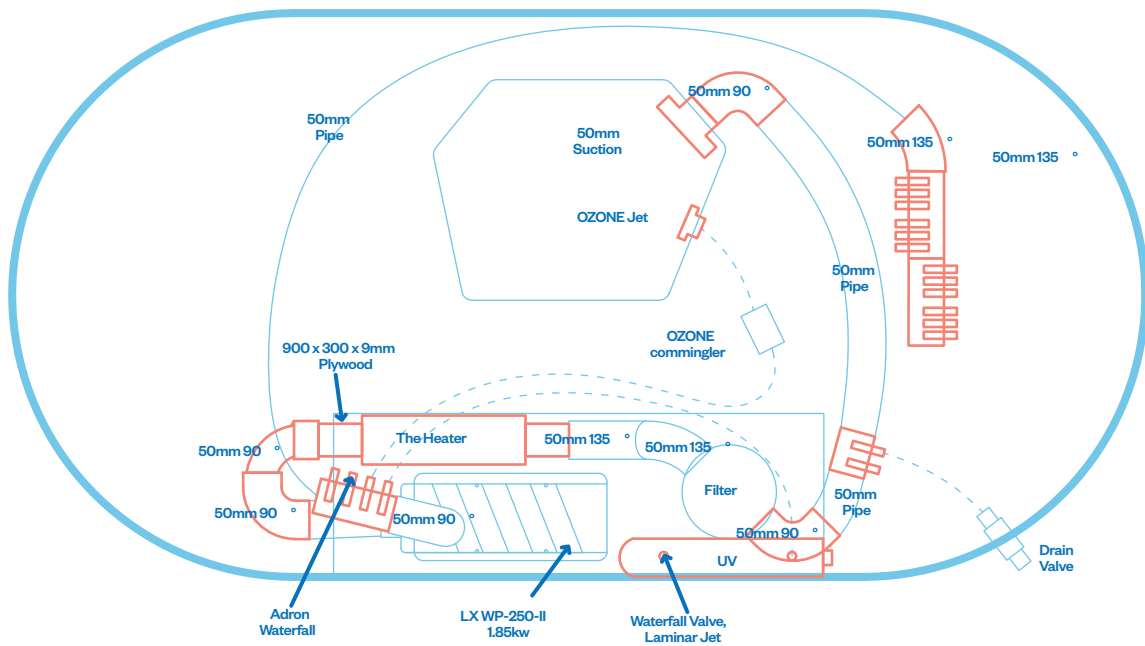 50mm 90 °
50mm
Pipe
50mm
Suction
50mm 135 °
50mm 135 °
OZONE Jet
50mm
Pipe
OZONE
commingler
900 x 300 x 9mm
Plywood
The Heater
50mm 135 °
50mm 135 °
50mm 90 °
Filter
50mm
Pipe
50mm 90 °
50mm 90 °
50mm 90 °
UV
Drain
Valve
Adron
Waterfall
LX WP-250-II
1.85kw
Waterfall Valve,
Laminar Jet